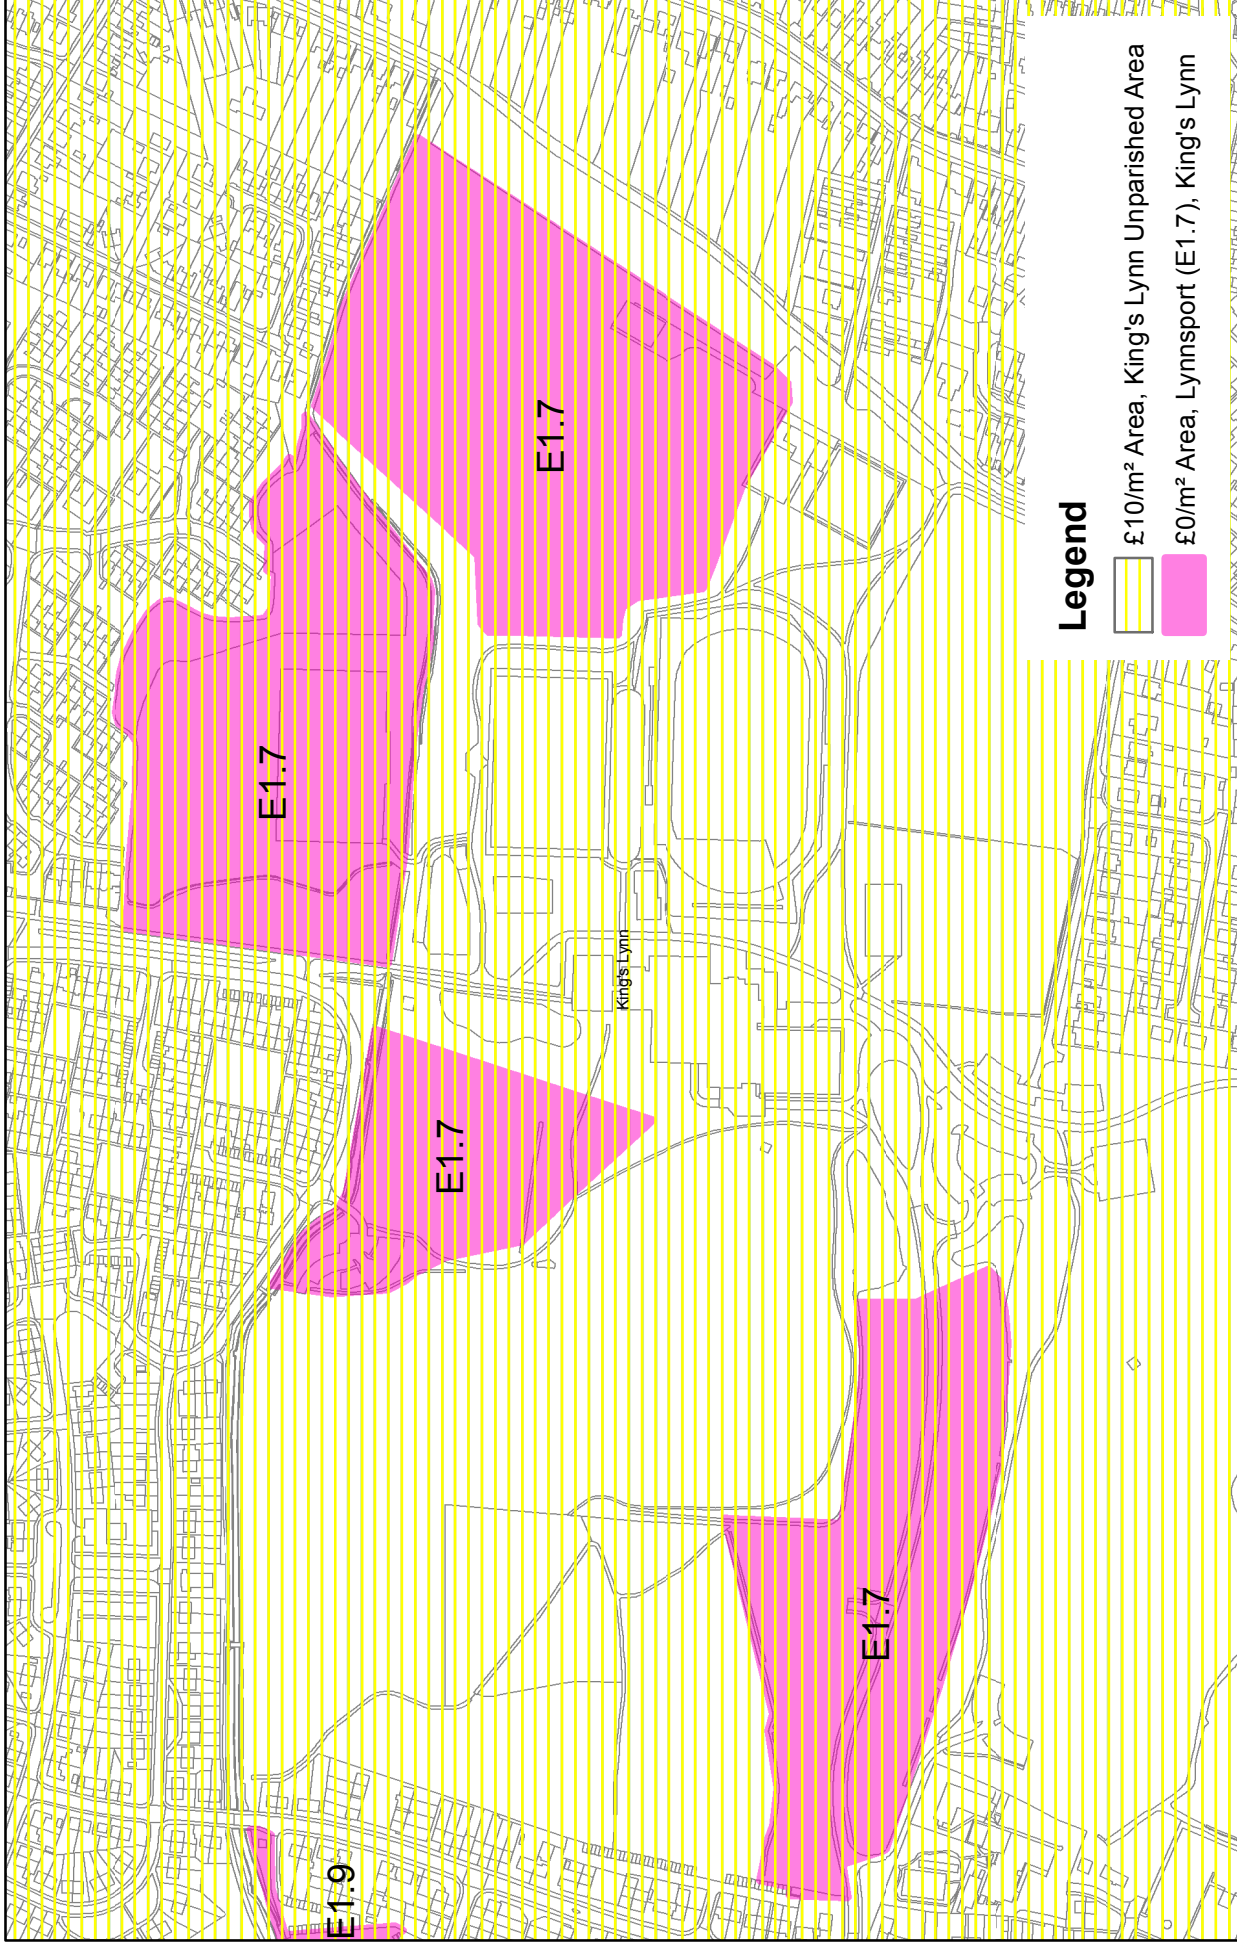 E1.7
E1.7
E1.7
E1.7
E1.9
King's Lynn
Legend
£10/m² Area, King's Lynn Unparished Area
£0/m² Area, Lynnsport (E1.7), King's Lynn